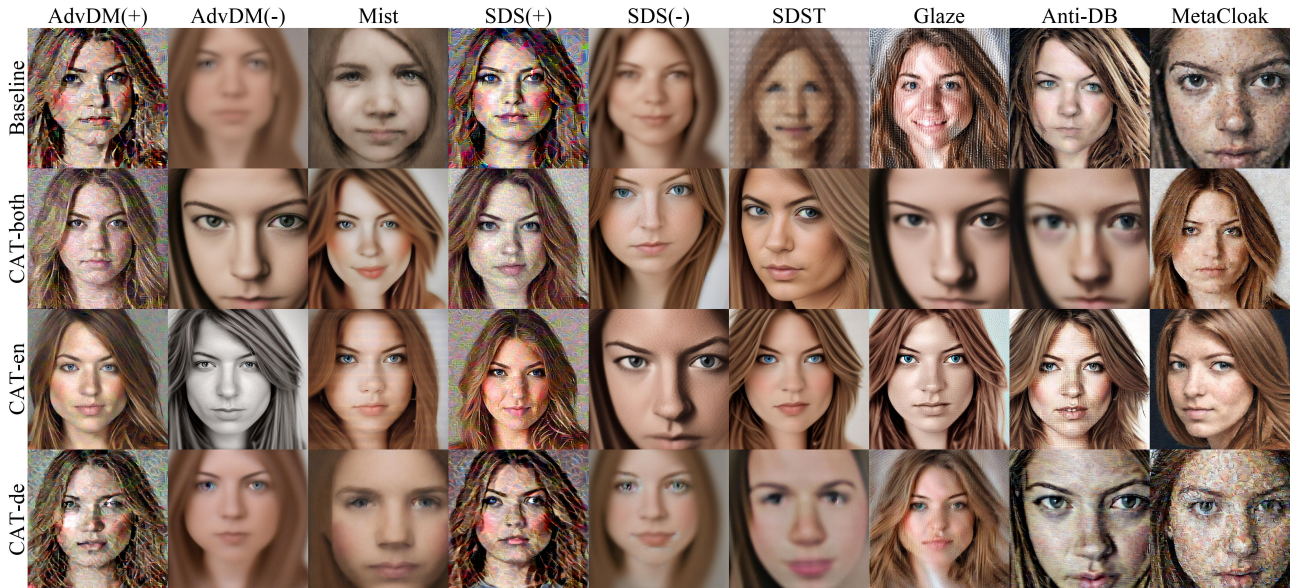 AdvDM(+) AdvDM(-) Mist SDS(+) SDS(-) SDST Glaze Anti-DB MetaCloak
Baseline
CAT-both
CAT-en
CAT-de